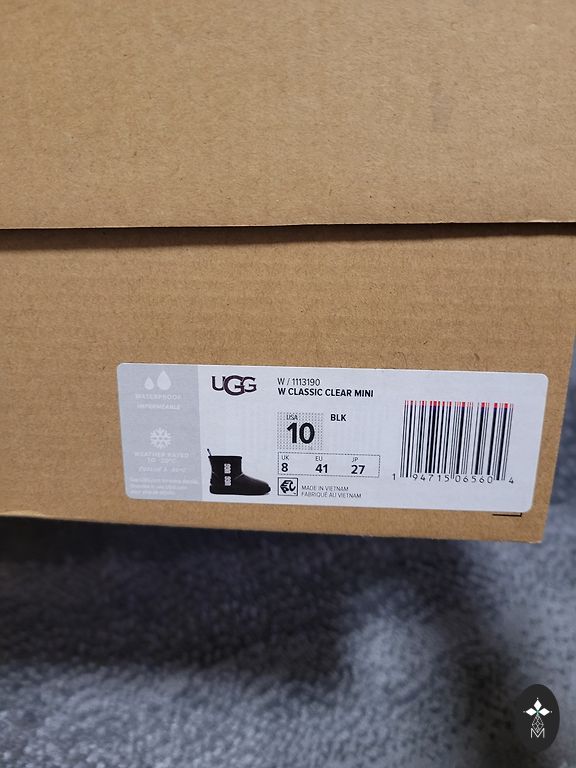 WATERPROOF
IMPERMÉABLE
WEATHER RATED
UGG
W / 1113190
W CLASSIC CLEAR MINI
USA
10
BLK
UK EU JP
8 41 27
MADE IN VIETNAM
FABRIQUÉ AU VIETNAM
1 94715 06560 4
M